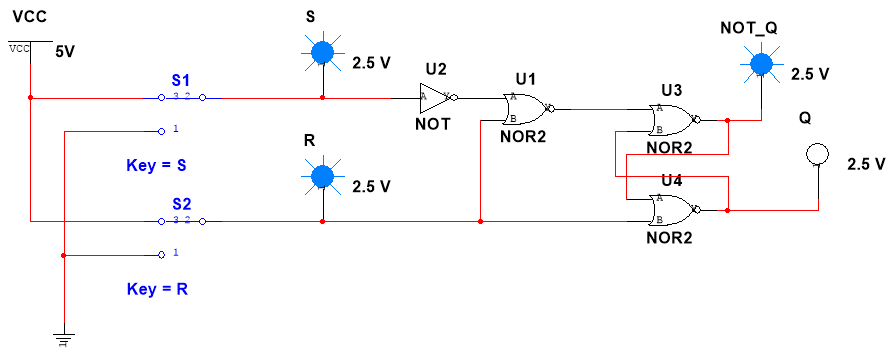 VCC
VCC
5V
S
2.5 V
S1
3 2
1
Key = S
U2
A Y
NOT
U1
A
B
Y
NOR2
U3
A
B
Y
NOR2
NOT_Q
2.5 V
Q
2.5 V
R
2.5 V
S2
3 2
1
Key = R
U4
A
B
Y
NOR2